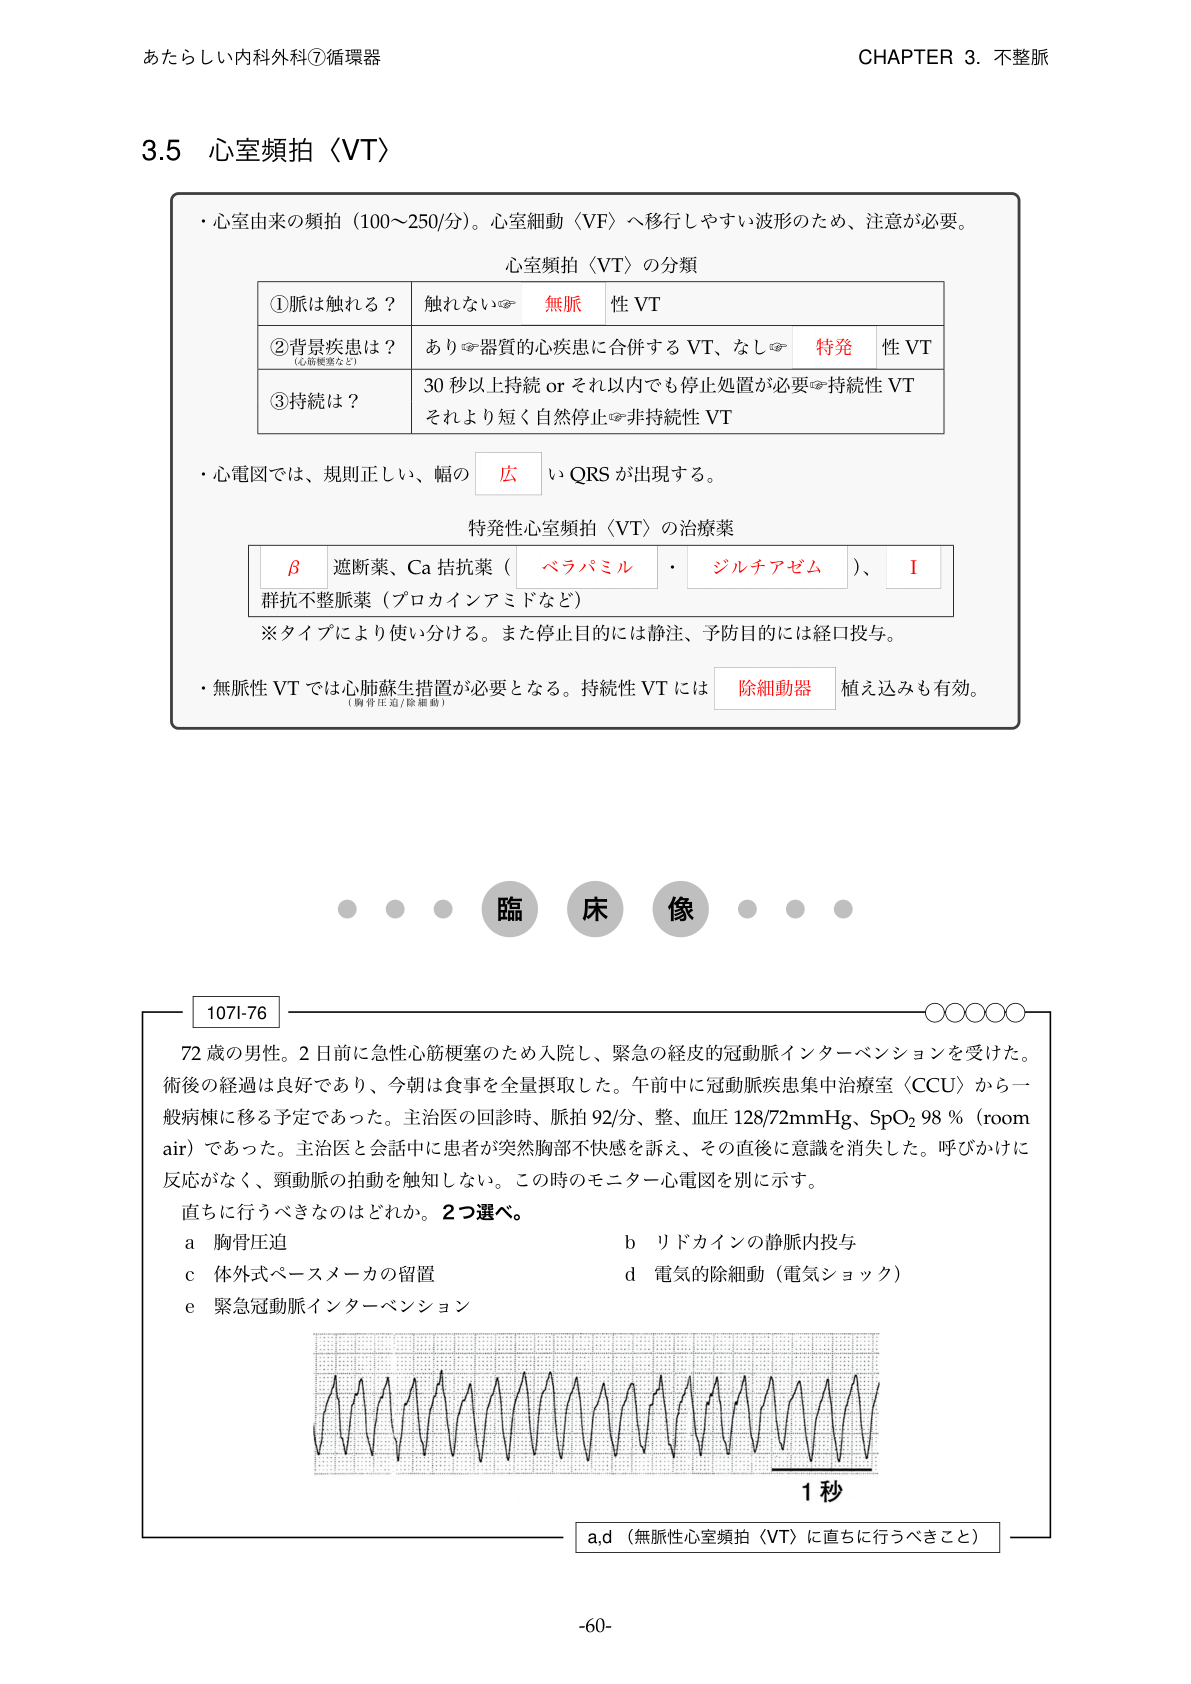 あたらしい内科外科⑦循環器
CHAPTER 3. 不整脈
3.5 心室頻拍〈VT〉
・心室由来の頻拍（100〜250/分）。心室細動〈VF〉へ移行しやすい波形のため、注意が必要。
心室頻拍〈VT〉の分類
①脈は触れる？ 触れない☞ 無脈 性 VT
②背景疾患は？ あり☞器質的心疾患に合併する VT、なし☞ 特発 性 VT
（心筋梗塞など）
③持続は？ 30 秒以上持続 or それ以内でも停止処置が必要☞持続性 VT
それより短く自然停止☞非持続性 VT
・心電図では、規則正しい、幅の 広 い QRS が出現する。
特発性心室頻拍〈VT〉の治療薬
β 遮断薬、Ca 拮抗薬（ ベラパミル ・ ジルチアゼム ）、 I
群抗不整脈薬（プロカインアミドなど）
※タイプにより使い分ける。また停止目的には静注、予防目的には経口投与。
・無脈性 VT では心肺蘇生措置が必要となる。持続性 VT には 除細動器 植え込みも有効。
（胸骨圧迫/除細動）
臨 床 像
107I-76
72 歳の男性。2 日前に急性心筋梗塞のため入院し、緊急の経皮的冠動脈インターベンションを受けた。
術後の経過は良好であり、今朝は食事を全量摂取した。午前中に冠動脈疾患集中治療室〈CCU〉から一
般病棟に移る予定であった。主治医の回診時、脈拍 92/分、整、血圧 128/72mmHg、SpO₂ 98 %（room
air）であった。主治医と会話中に患者が突然胸部不快感を訴え、その直後に意識を消失した。呼びかけに
反応がなく、頸動脈の拍動を触知しない。この時のモニター心電図を別に示す。
直ちに行うべきなのはどれか。2つ選べ。
a 胸骨圧迫
b リドカインの静脈内投与
c 体外式ペースメーカの留置
d 電気的除細動（電気ショック）
e 緊急冠動脈インターベンション
1 秒
a,d （無脈性心室頻拍〈VT〉に直ちに行うべきこと）
-60-